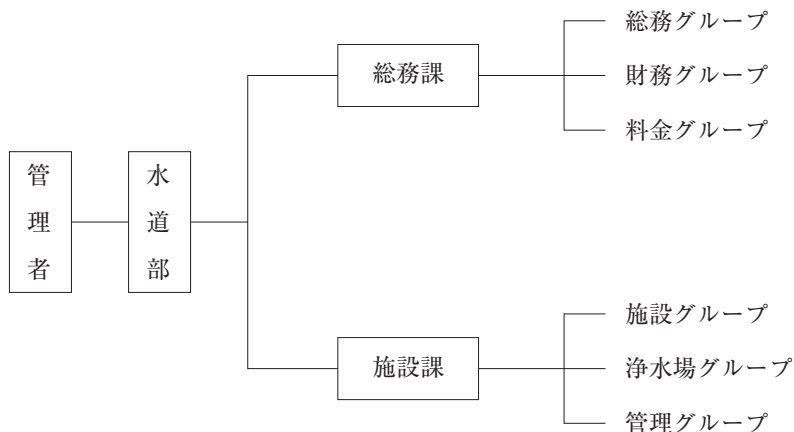 管理者
水道部
総務課
総務グループ
財務グループ
料金グループ
施設課
施設グループ
浄水場グループ
管理グループ